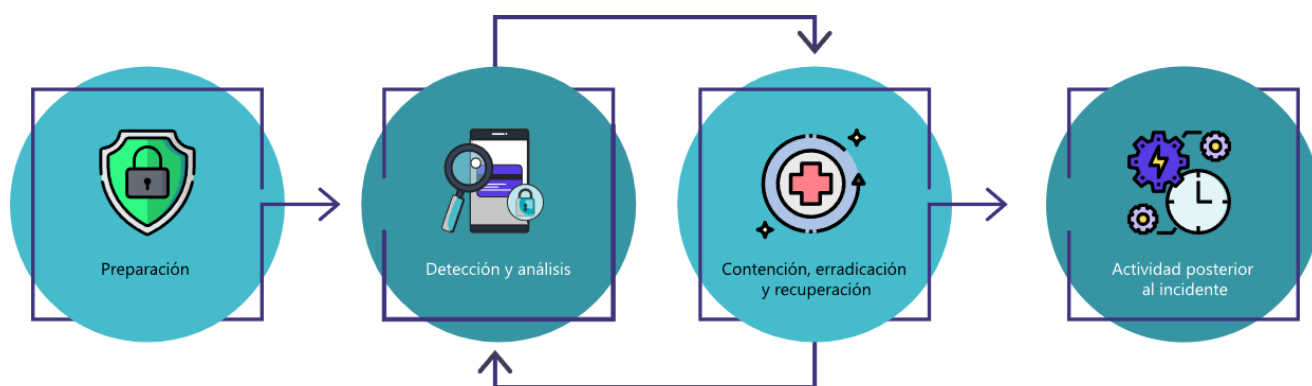 Preparación
Detección y análisis
Contención, erradicación
y recuperación
Actividad posterior
al incidente